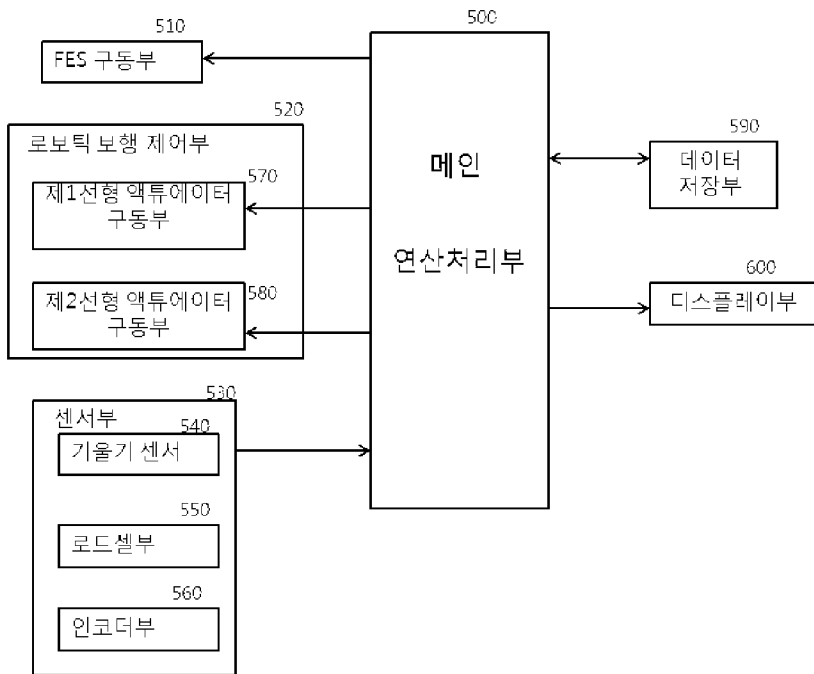 500
510
FES 구동부
520
로보틱 보행 제어부
570
제1선형 액튜에이터
구동부
제2선형 액튜에이터
580
구동부
530
센서부
540
기울기 센서
550
로드셀부
560
인코더부
메인
연산처리부
590
데이터
저장부
600
디스플레이부